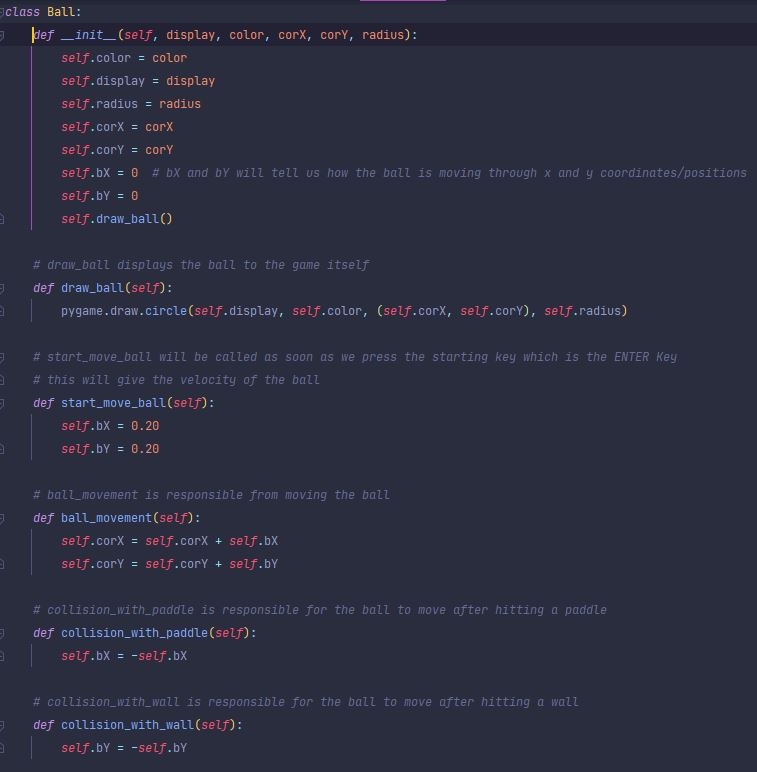 class Ball:
    def __init__(self, display, color, corX, corY, radius):
        self.color = color
        self.display = display
        self.radius = radius
        self.corX = corX
        self.corY = corY
        self.bX = 0  # bX and bY will tell us how the ball is moving through x and y coordinates/positions
        self.bY = 0
        self.draw_ball()

    # draw_ball displays the ball to the game itself
    def draw_ball(self):
        pygame.draw.circle(self.display, self.color, (self.corX, self.corY), self.radius)

    # start_move_ball will be called as soon as we press the starting key which is the ENTER Key
    # this will give the velocity of the ball
    def start_move_ball(self):
        self.bX = 0.20
        self.bY = 0.20

    # ball_movement is responsible from moving the ball
    def ball_movement(self):
        self.corX = self.corX + self.bX
        self.corY = self.corY + self.bY

    # collision_with_paddle is responsible for the ball to move after hitting a paddle
    def collision_with_paddle(self):
        self.bX = -self.bX

    # collision_with_wall is responsible for the ball to move after hitting a wall
    def collision_with_wall(self):
        self.bY = -self.bY